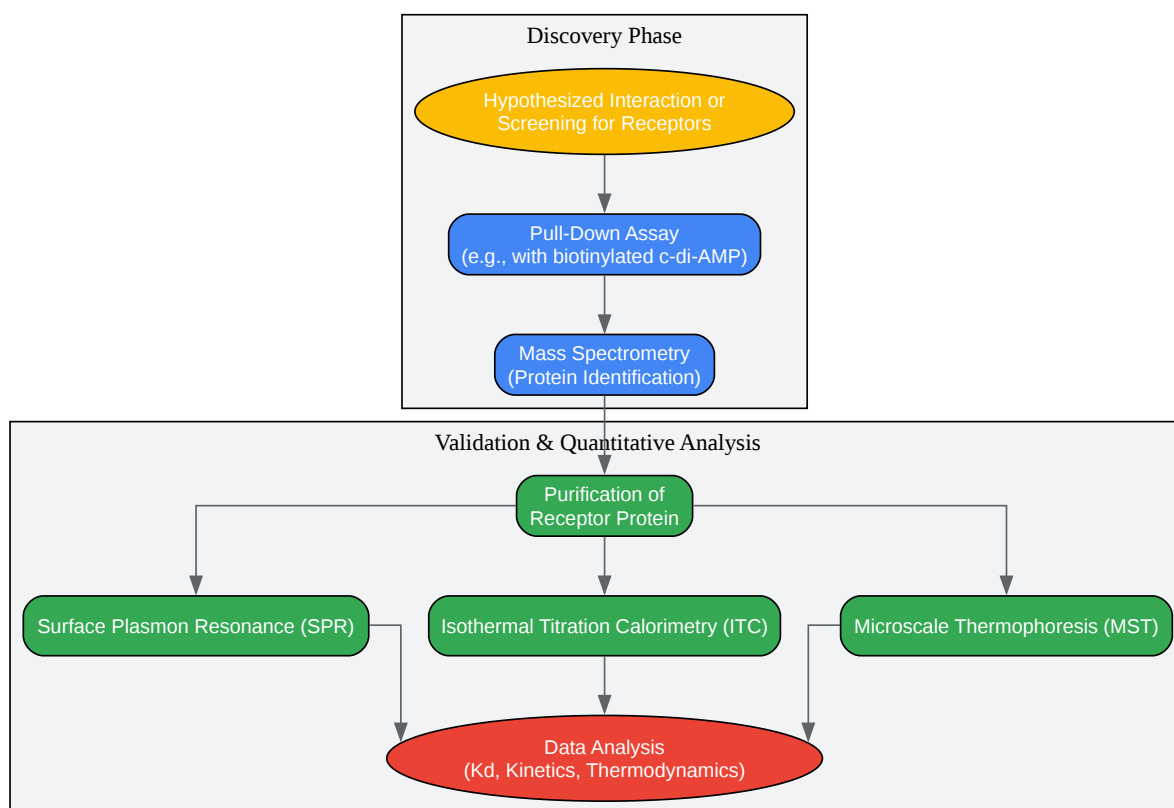 Discovery Phase
Hypothesized Interaction or
Screening for Receptors
Pull-Down Assay
(e.g., with biotinylated c-di-AMP)
Mass Spectrometry
(Protein Identification)
Validation & Quantitative Analysis
Purification of
Receptor Protein
Surface Plasmon Resonance (SPR)
Isothermal Titration Calorimetry (ITC)
Microscale Thermophoresis (MST)
Data Analysis
(Kd, Kinetics, Thermodynamics)